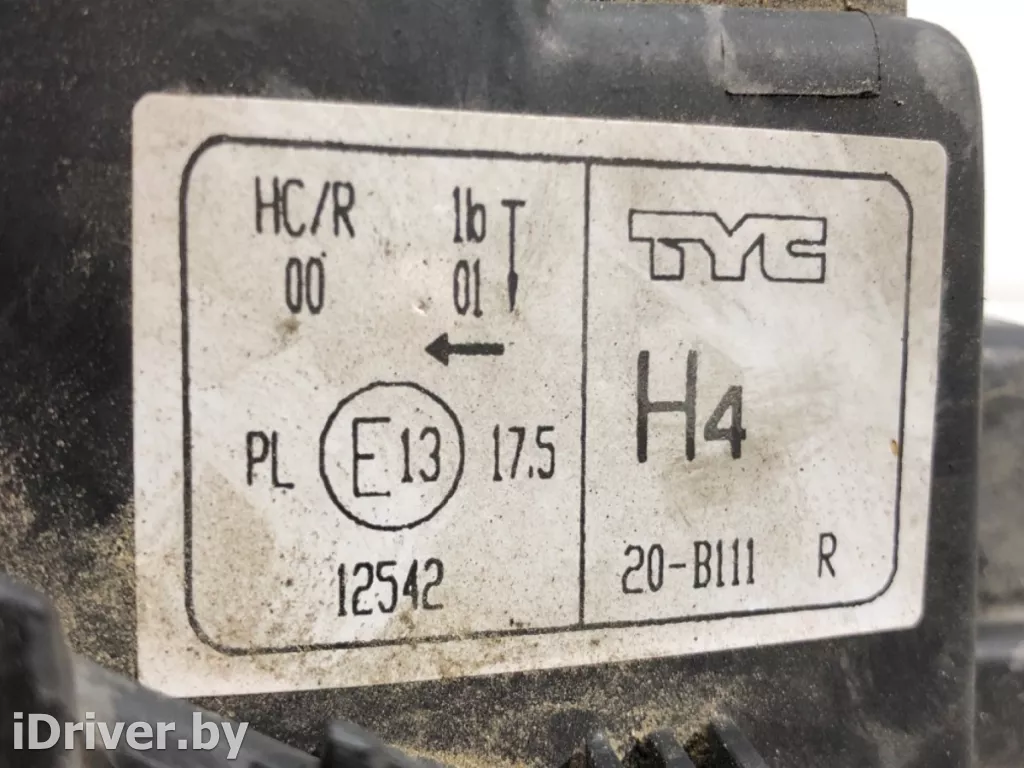 HC/R 1b
00 01
PL E13 17.5
12542
TYC
H4
20-B111 R
iDriver.by